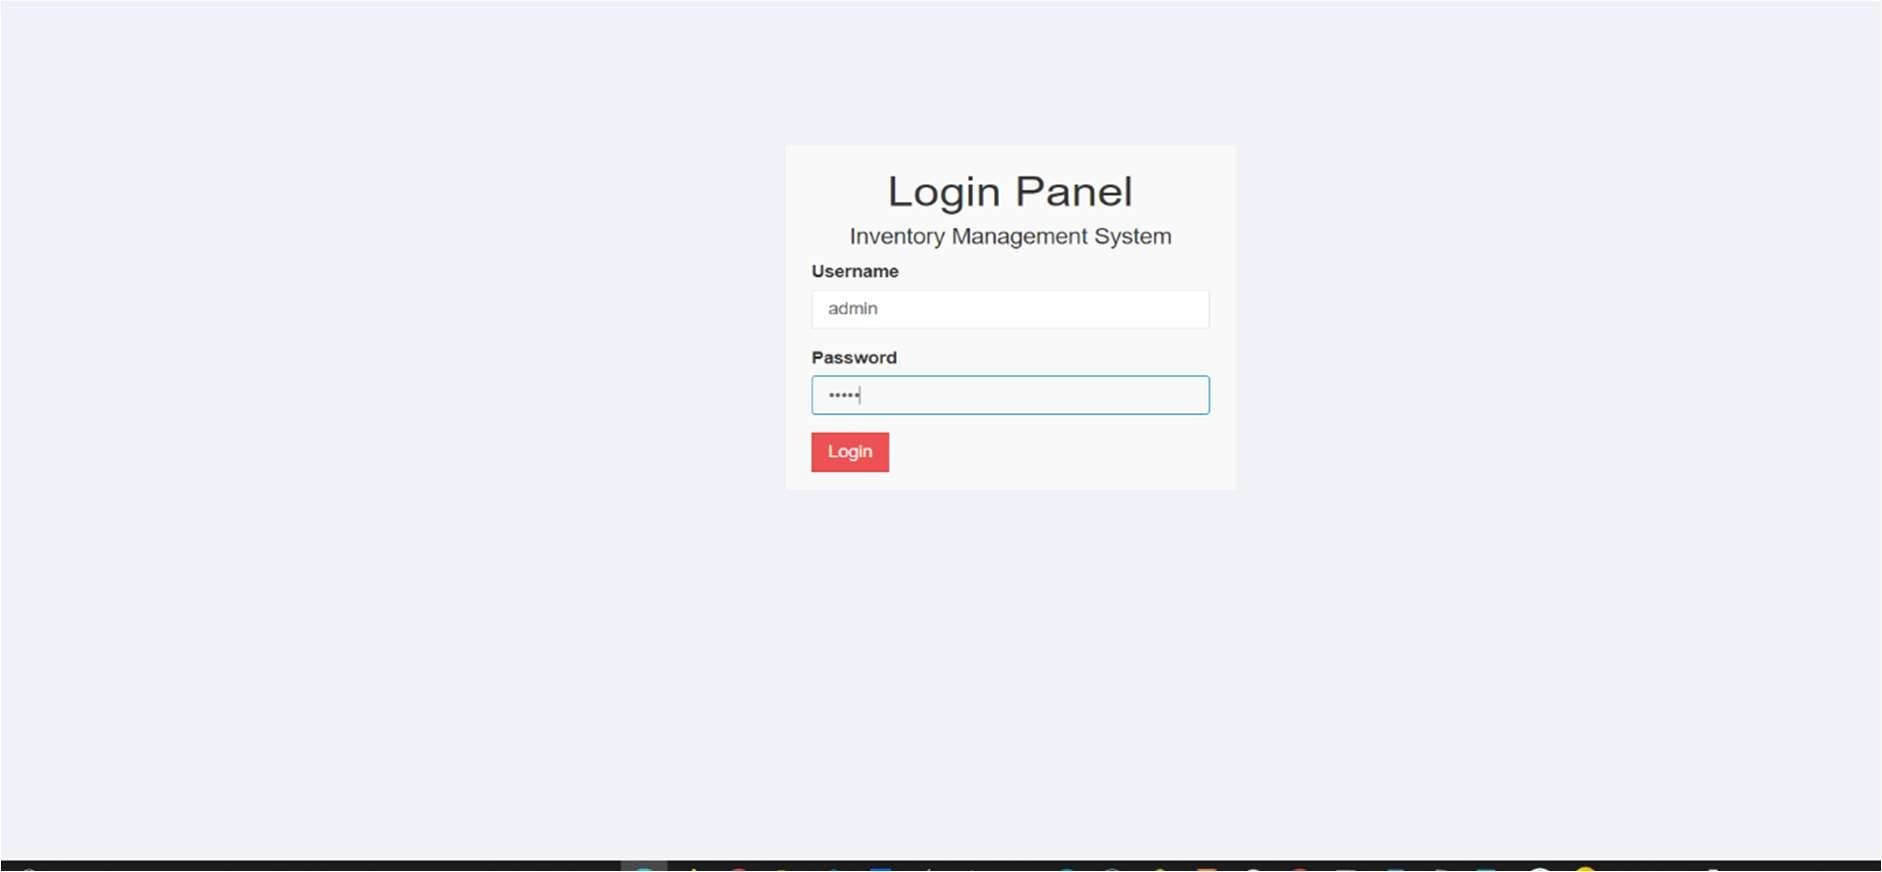 Login Panel
Inventory Management System
Username
admin
Password
•••••
Login